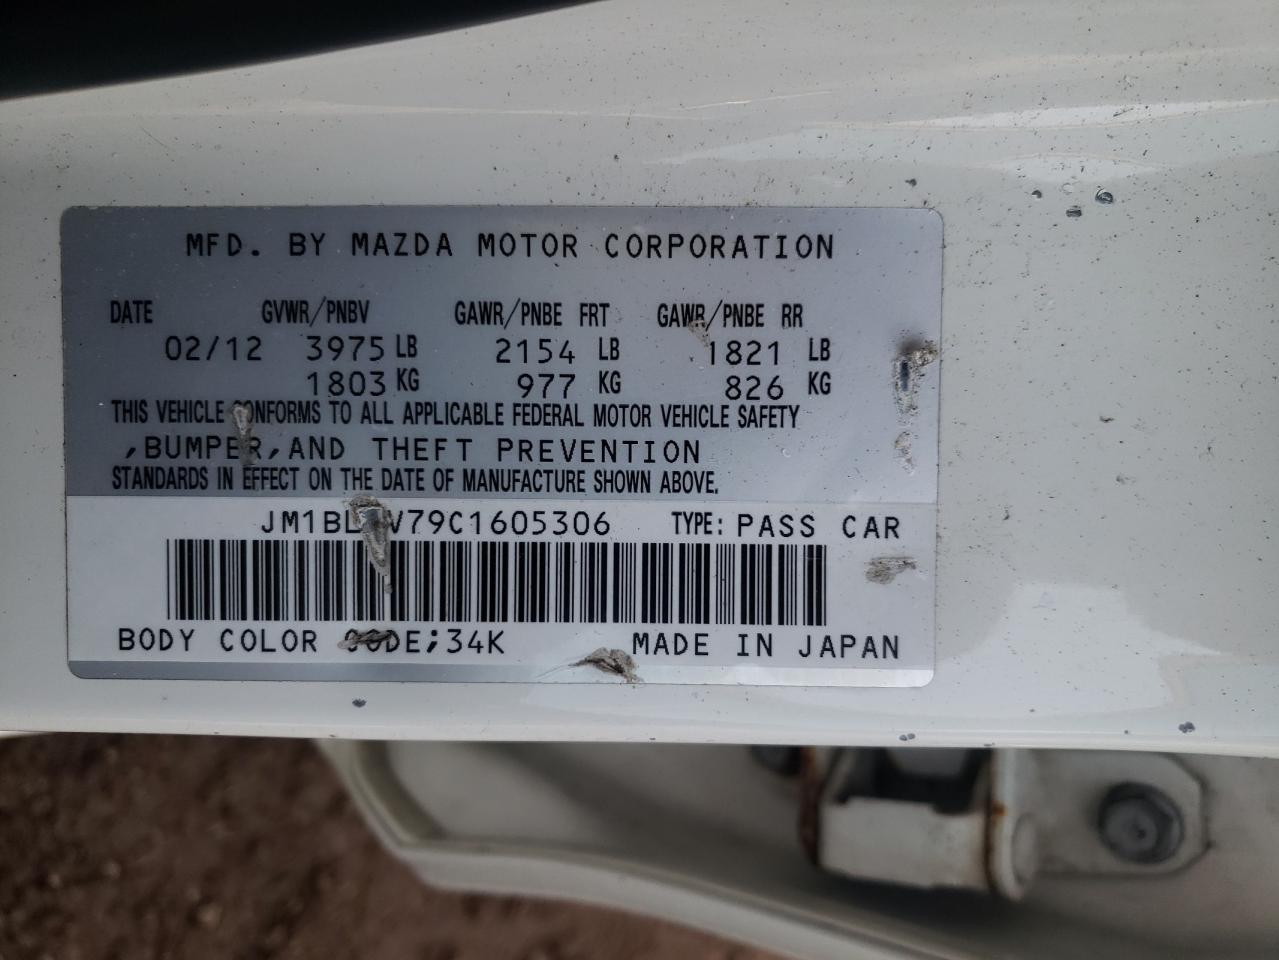 MFD. BY MAZDA MOTOR CORPORATION
DATE GVWR/PNBV GAWR/PNBE FRT GAWR/PNBE RR
02/12 3975 LB 2154 LB 1821 LB
1803 KG 977 KG 826 KG
THIS VEHICLE CONFORMS TO ALL APPLICABLE FEDERAL MOTOR VEHICLE SAFETY
,BUMPER,AND THEFT PREVENTION
STANDARDS IN EFFECT ON THE DATE OF MANUFACTURE SHOWN ABOVE.
TYPE: PASS CAR
BODY COLOR CODE;34K MADE IN JAPAN